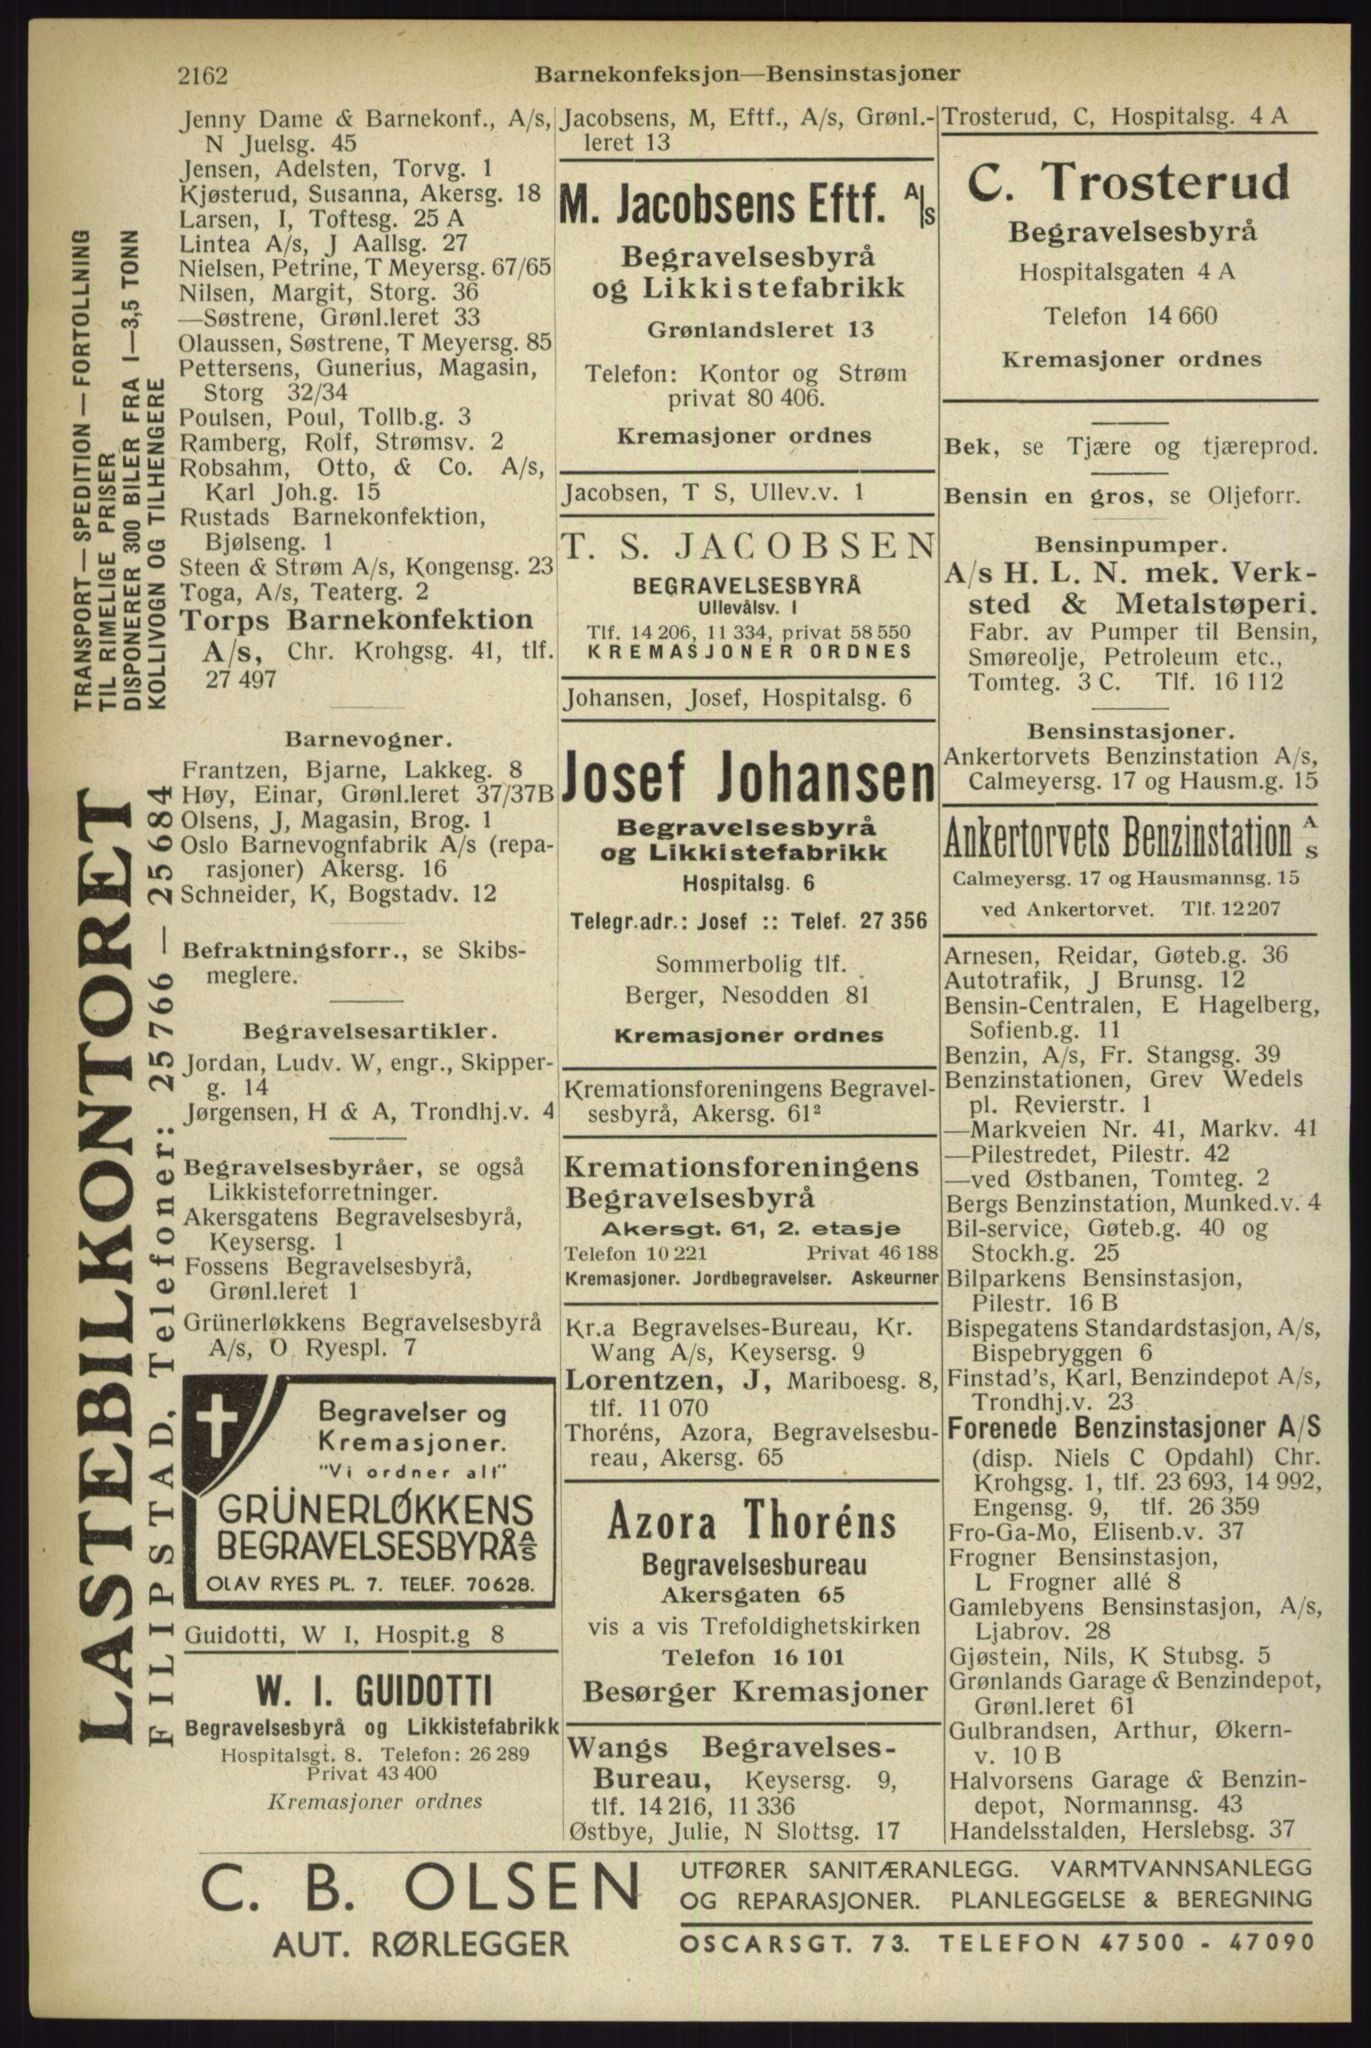 2162
Barnekonfeksjon—Bensinstasjoner
TRANSPORT—SPEDITION—FORTOLLNING
TIL RIMELIGE PRISER
DISPONERER 300 BILER FRA 1—3,5 TONN
KOLLIVOGN OG TILHENGERE
LASTEBILKONTORET
FILIPSTAD, Telefoner: 25766 — 25684
Jenny Dame & Barnekonf., A/s,
N Juelsg. 45
Jensen, Adelsten, Torvg. 1
Kjøsterud, Susanna, Akersg. 18
Larsen, I, Toftesg. 25 A
Lintea A/s, J Aallsg. 27
Nielsen, Petrine, T Meyersg. 67/65
Nilsen, Margit, Storg. 36
—Søstrene, Grønl.leret 33
Olaussen, Søstrene, T Meyersg. 85
Pettersens, Gunerius, Magasin,
Storg 32/34
Poulsen, Poul, Tollb.g. 3
Ramberg, Rolf, Strømsv. 2
Robsahm, Otto, & Co. A/s,
Karl Joh.g. 15
Rustads Barnekonfektion,
Bjølseng. 1
Steen & Strøm A/s, Kongensg. 23
Toga, A/s, Teaterg. 2
Torps Barnekonfektion
A/s, Chr. Krohgsg. 41, tlf.
27 497
Barnevogner.
Frantzen, Bjarne, Lakkeg. 8
Høy, Einar, Grønl.leret 37/37B
Olsens, J, Magasin, Brog. 1
Oslo Barnevognfabrik A/s (repa-
rasjoner) Akersg. 16
Schneider, K, Bogstadv. 12
Befraktningsforr., se Skibs-
meglere.
Begravelsesartikler.
Jordan, Ludv. W, engr., Skipper-
g. 14
Jørgensen, H & A, Trondhj.v. 4
Begravelsesbyråer, se også
Likkisteforretninger.
Akersgatens Begravelsesbyrå,
Keysersg. 1
Fossens Begravelsesbyrå,
Grønl.leret 1
Grünerløkkens Begravelsesbyrå
A/s, O Ryespl. 7
Begravelser og
Kremasjoner.
"Vi ordner alt"
GRÜNERLØKKENS
BEGRAVELSESBYRÅ A/S
OLAV RYES PL. 7. TELEF. 70628.
Guidotti, W I, Hospit.g 8
W. I. GUIDOTTI
Begravelsesbyrå og Likkistefabrikk
Hospitalsgt. 8. Telefon: 26 289
Privat 43 400
Kremasjoner ordnes
Jacobsens, M, Eftf., A/s, Grønl.-
leret 13
M. Jacobsens Eftf. A/s
Begravelsesbyrå
og Likkistefabrikk
Grønlandsleret 13
Telefon: Kontor og Strøm
privat 80 406.
Kremasjoner ordnes
Jacobsen, T S, Ullev.v. 1
T. S. JACOBSEN
BEGRAVELSESBYRÅ
Ullevålsv. 1
Tlf. 14 206, 11 334, privat 58 550
KREMASJONER ORDNES
Johansen, Josef, Hospitalsg. 6
Josef Johansen
Begravelsesbyrå
og Likkistefabrikk
Hospitalsg. 6
Telegr.adr.: Josef :: Telef. 27 356
Sommerbolig tlf.
Berger, Nesodden 81
Kremasjoner ordnes
Kremationsforeningens Begravel-
sesbyrå, Akersg. 61²
Kremationsforeningens
Begravelsesbyrå
Akersgt. 61, 2. etasje
Telefon 10 221 Privat 46 188
Kremasjoner. Jordbegravelser. Askeurner
Kr.a Begravelses-Bureau, Kr.
Wang A/s, Keysersg. 9
Lorentzen, J, Mariboesg. 8,
tlf. 11 070
Thoréns, Azora, Begravelsesbu-
reau, Akersg. 65
Azora Thoréns
Begravelsesbureau
Akersgaten 65
vis a vis Trefoldighetskirken
Telefon 16 101
Besørger Kremasjoner
Wangs Begravelses-
Bureau, Keysersg. 9,
tlf. 14 216, 11 336
Østbye, Julie, N Slottsg. 17
Trosterud, C, Hospitalsg. 4 A
C. Trosterud
Begravelsesbyrå
Hospitalsgaten 4 A
Telefon 14 660
Kremasjoner ordnes
Bek, se Tjære og tjæreprod.
Bensin en gros, se Oljeforr.
Bensinpumper.
A/s H. L. N. mek. Verk-
sted & Metalstøperi.
Fabr. av Pumper til Bensin,
Smøreolje, Petroleum etc.,
Tomteg. 3 C. Tlf. 16 112
Bensinstasjoner.
Ankertorvets Benzinstation A/s,
Calmeyersg. 17 og Hausm.g. 15
Ankertorvets Benzinstation A/S
Calmeyersg. 17 og Hausmannsg. 15
ved Ankertorvet. Tlf. 12207
Arnesen, Reidar, Gøteb.g. 36
Autotrafik, J Brunsg. 12
Bensin-Centralen, E Hagelberg,
Sofienb.g. 11
Benzin, A/s, Fr. Stangsg. 39
Benzinstationen, Grev Wedels
pl. Revierstr. 1
—Markveien Nr. 41, Markv. 41
—Pilestredet, Pilestr. 42
—ved Østbanen, Tomteg. 2
Bergs Benzinstation, Munked.v. 4
Bil-service, Gøteb.g. 40 og
Stockh.g. 25
Bilparkens Bensinstasjon,
Pilestr. 16 B
Bispegatens Standardstasjon, A/s,
Bispebryggen 6
Finstad's, Karl, Benzindepot A/s,
Trondhj.v. 23
Forenede Benzinstasjoner A/S
(disp. Niels C Opdahl) Chr.
Krohgsg. 1, tlf. 23 693, 14 992,
Engensg. 9, tlf. 26 359
Fro-Ga-Mo, Elisenb.v. 37
Frogner Bensinstasjon,
L Frogner allé 8
Gamlebyens Bensinstasjon, A/s,
Ljabrov. 28
Gjøstein, Nils, K Stubsg. 5
Grønlands Garage & Benzindepot,
Grønl.leret 61
Gulbrandsen, Arthur, Økern-
v. 10 B
Halvorsens Garage & Benzin-
depot, Normannsg. 43
Handelsstalden, Herslebsg. 37
C. B. OLSEN
AUT. RØRLEGGER
UTFØRER SANITÆRANLEGG. VARMTVANNSANLEGG
OG REPARASJONER. PLANLEGGELSE & BEREGNING
OSCARSGT. 73. TELEFON 47500 - 47090